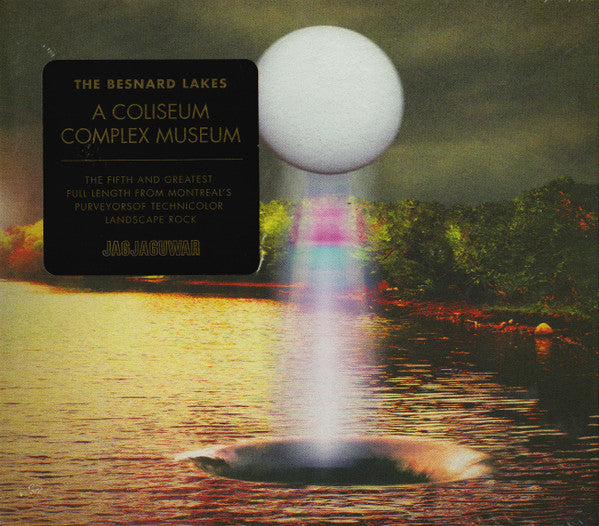 THE BESNARD LAKES
A COLISEUM
COMPLEX MUSEUM
THE FIFTH AND GREATEST
FULL LENGTH FROM MONTREAL'S
PURVEYORSOF TECHNICOLOR
LANDSCAPE ROCK
JAGJAGUWAR